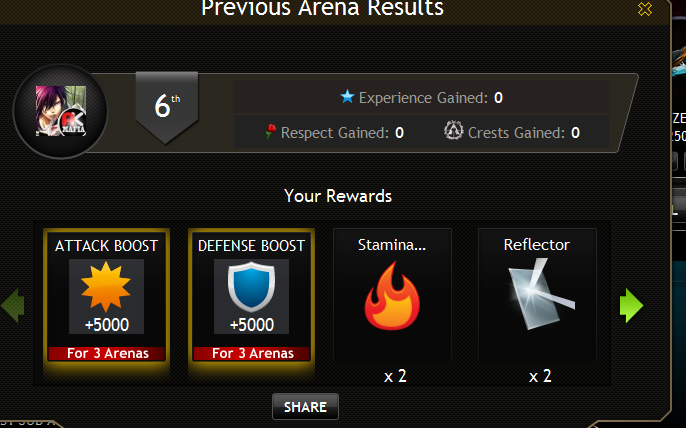 Previous Arena Results
6th
Experience Gained: 0
Respect Gained: 0
Crests Gained: 0
MAFIA
Your Rewards
ATTACK BOOST
DEFENSE BOOST
Stamina...
Reflector
+5000
+5000
For 3 Arenas
For 3 Arenas
x 2
x 2
SHARE